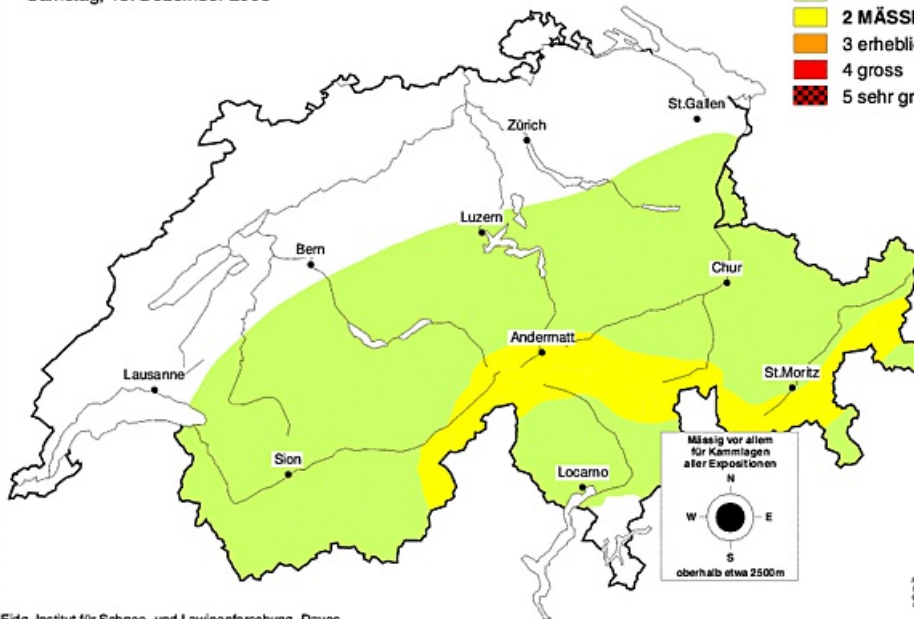 2 MÄSSI
3 erheblic
4 gross
5 sehr gr
St.Gallen
Zürich
Luzern
Bern
Chur
Andermatt
Lausanne
St.Moritz
Sion
Locarno
Mässig vor allem
für Kammlagen
aller Expositionen
N
W
E
S
oberhalb etwa 2500m